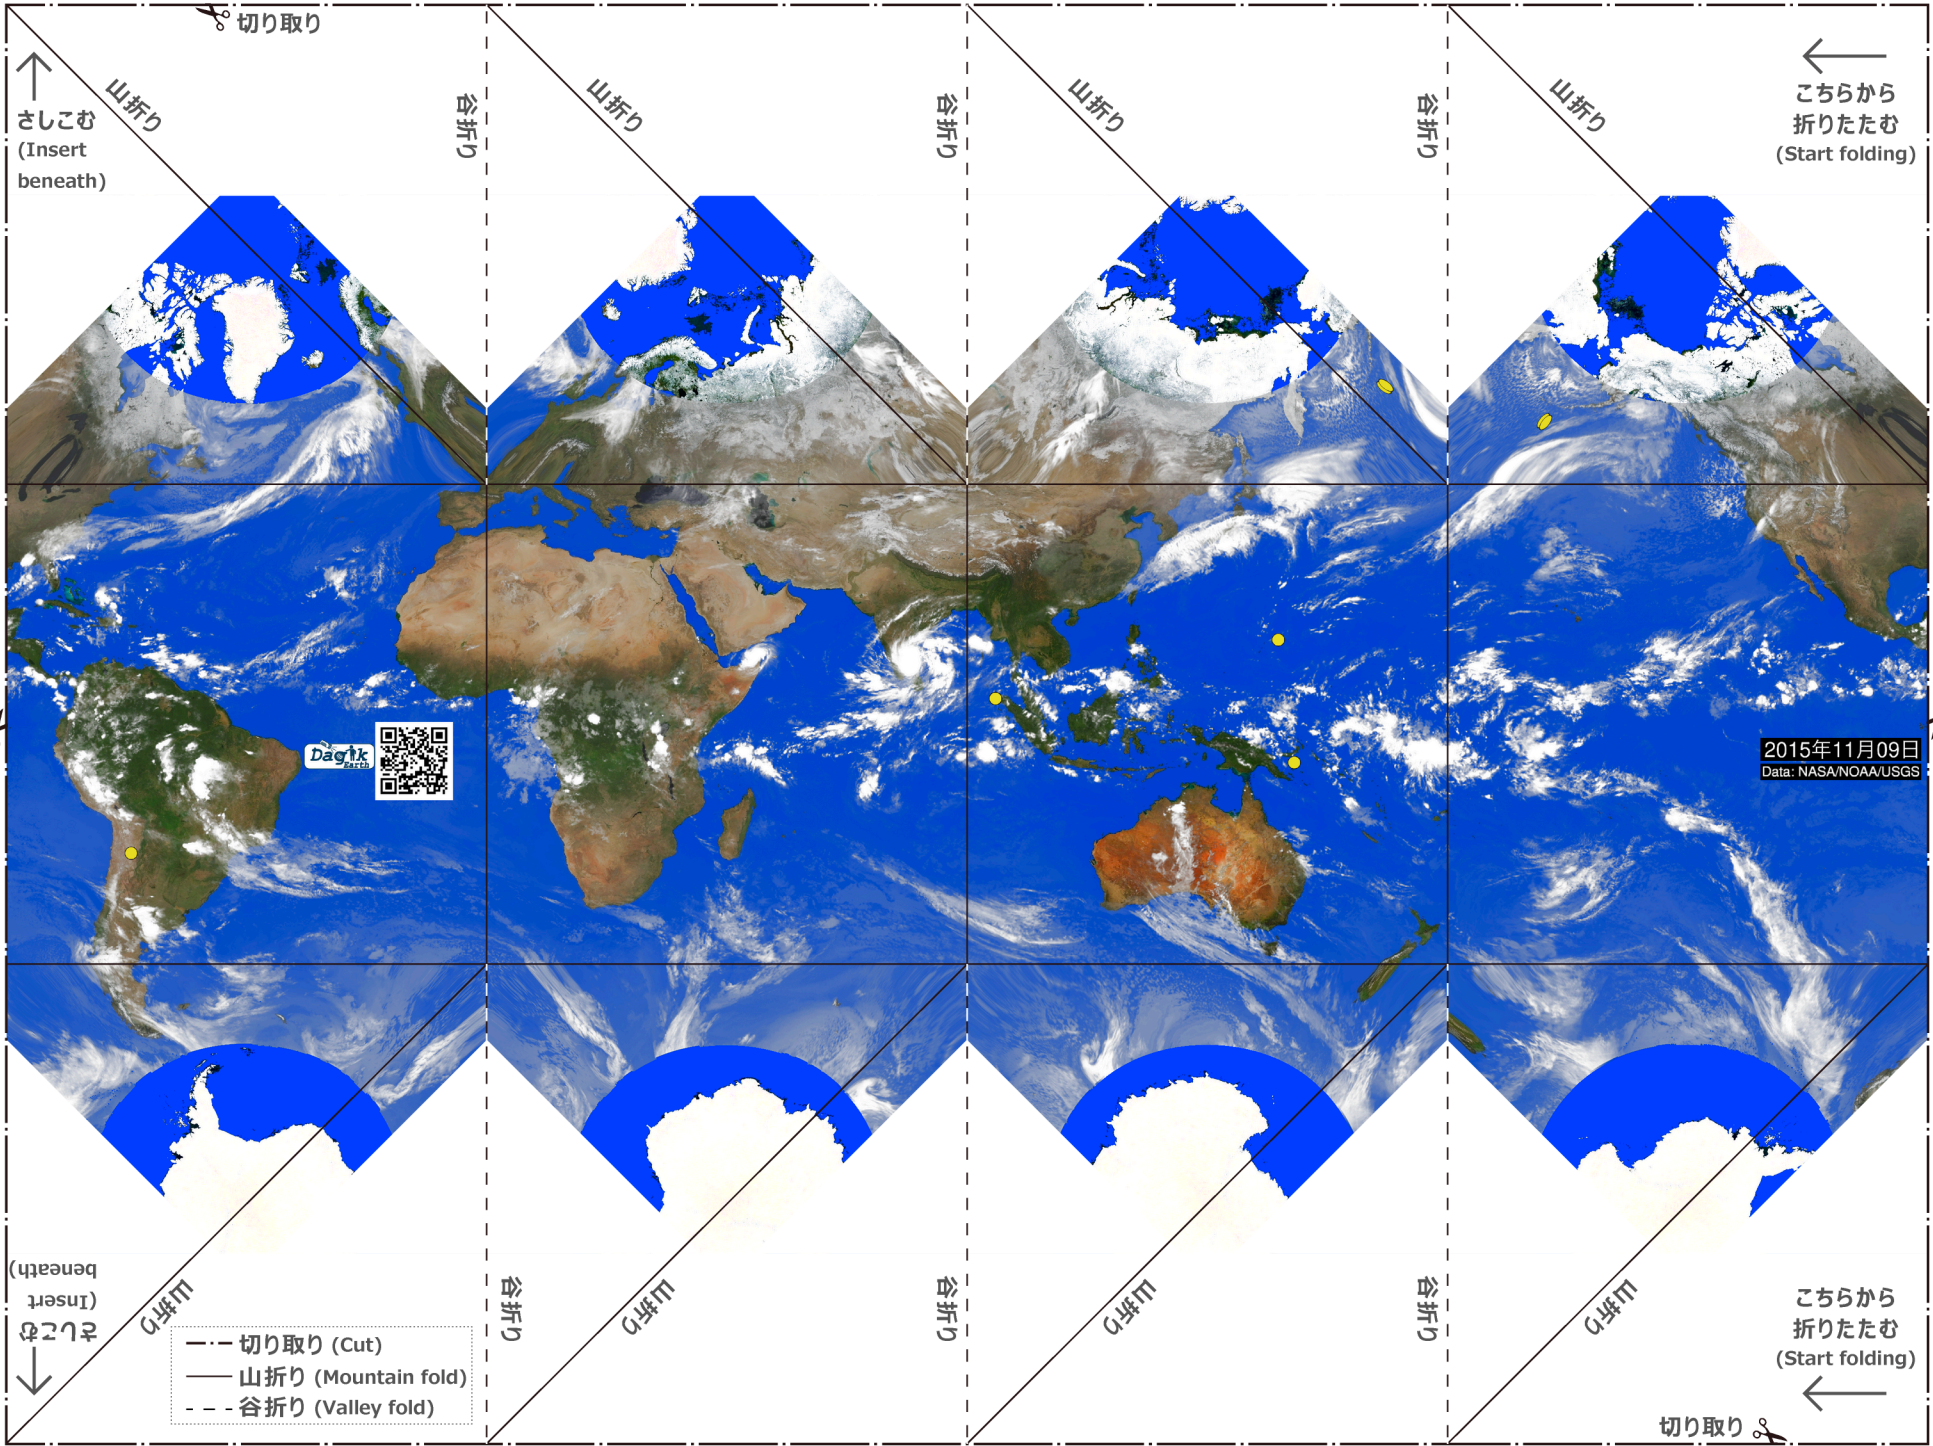 切り取り
山折り
谷折り
山折り
谷折り
山折り
谷折り
山折り
さしこむ
(Insert
beneath)
こちらから
折りたたむ
(Start folding)
Dagik
Earth
2015年11月09日
Data: NASA/NOAA/USGS
さしこむ
(Insert
beneath)
山折り
谷折り
山折り
谷折り
山折り
谷折り
山折り
切り取り (Cut)
山折り (Mountain fold)
谷折り (Valley fold)
こちらから
折りたたむ
(Start folding)
切り取り